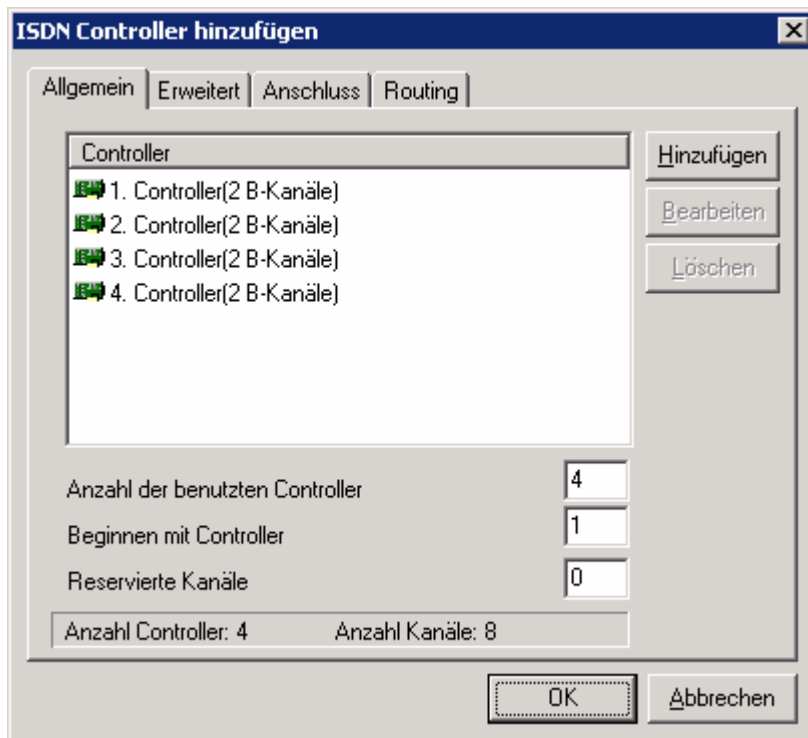 ISDN Controller hinzufügen
Allgemein Erweitert Anschluss Routing
Controller
1. Controller(2 B-Kanäle)
2. Controller(2 B-Kanäle)
3. Controller(2 B-Kanäle)
4. Controller(2 B-Kanäle)
Hinzufügen
Bearbeiten
Löschen
Anzahl der benutzten Controller 4
Beginnen mit Controller 1
Reservierte Kanäle 0
Anzahl Controller: 4 Anzahl Kanäle: 8
OK Abbrechen